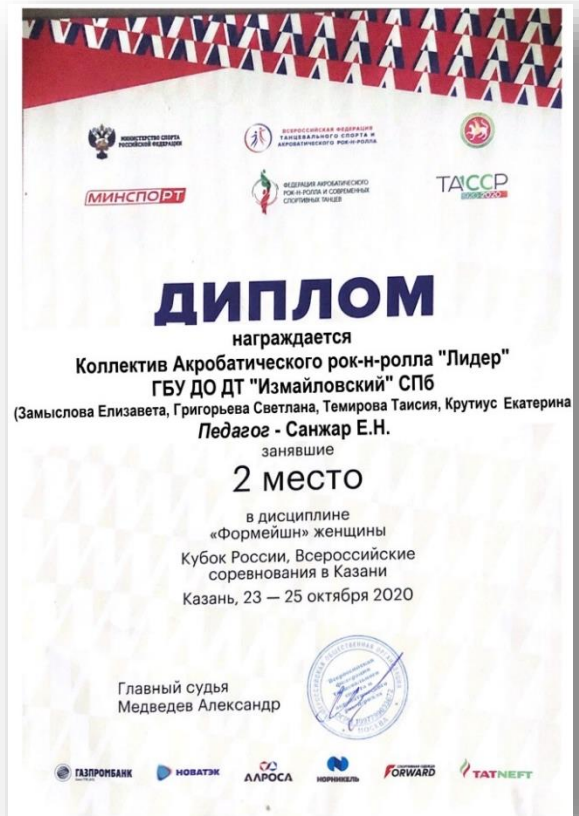 МИНИСТЕРСТВО СПОРТА
РОССИЙСКОЙ ФЕДЕРАЦИИ
ВСЕРОССИЙСКАЯ ФЕДЕРАЦИЯ
ТАНЦЕВАЛЬНОГО СПОРТА И
АКРОБАТИЧЕСКОГО РОК-Н-РОЛЛА
МИНСПОРТ
ФЕДЕРАЦИЯ АКРОБАТИЧЕСКОГО
РОК-Н-РОЛЛА И СОВРЕМЕННЫХ
СПОРТИВНЫХ ТАНЦЕВ
ТАССР
ДИПЛОМ
награждается
Коллектив Акробатического рок-н-ролла "Лидер"
ГБУ ДО ДТ "Измайловский" СПб
(Замыслова Елизавета, Григорьева Светлана, Темирова Таисия, Крутиус Екатерина
Педагог - Санжар Е.Н.
занявшие
2 место
в дисциплине
«Формейшн» женщины
Кубок России, Всероссийские
соревнования в Казани
Казань, 23 — 25 октября 2020
Главный судья
Медведев Александр
ГАЗПРОМБАНК
НОВАТЭК
АЛРОСА
НОРНИКЕЛЬ
FORWARD
TATNEFT